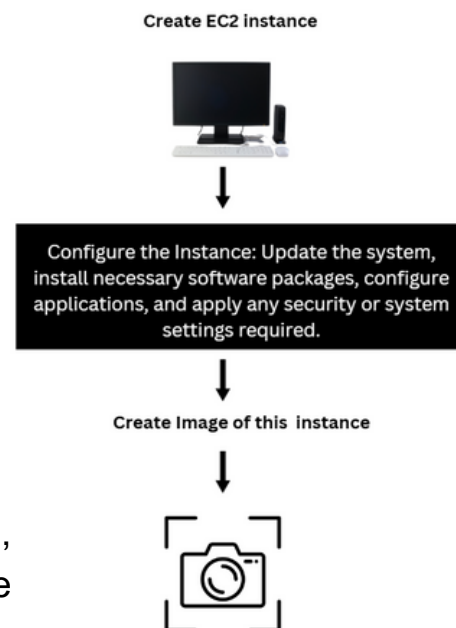 Create EC2 instance
Configure the Instance: Update the system,
install necessary software packages, configure
applications, and apply any security or system
settings required.
Create Image of this instance
,
e